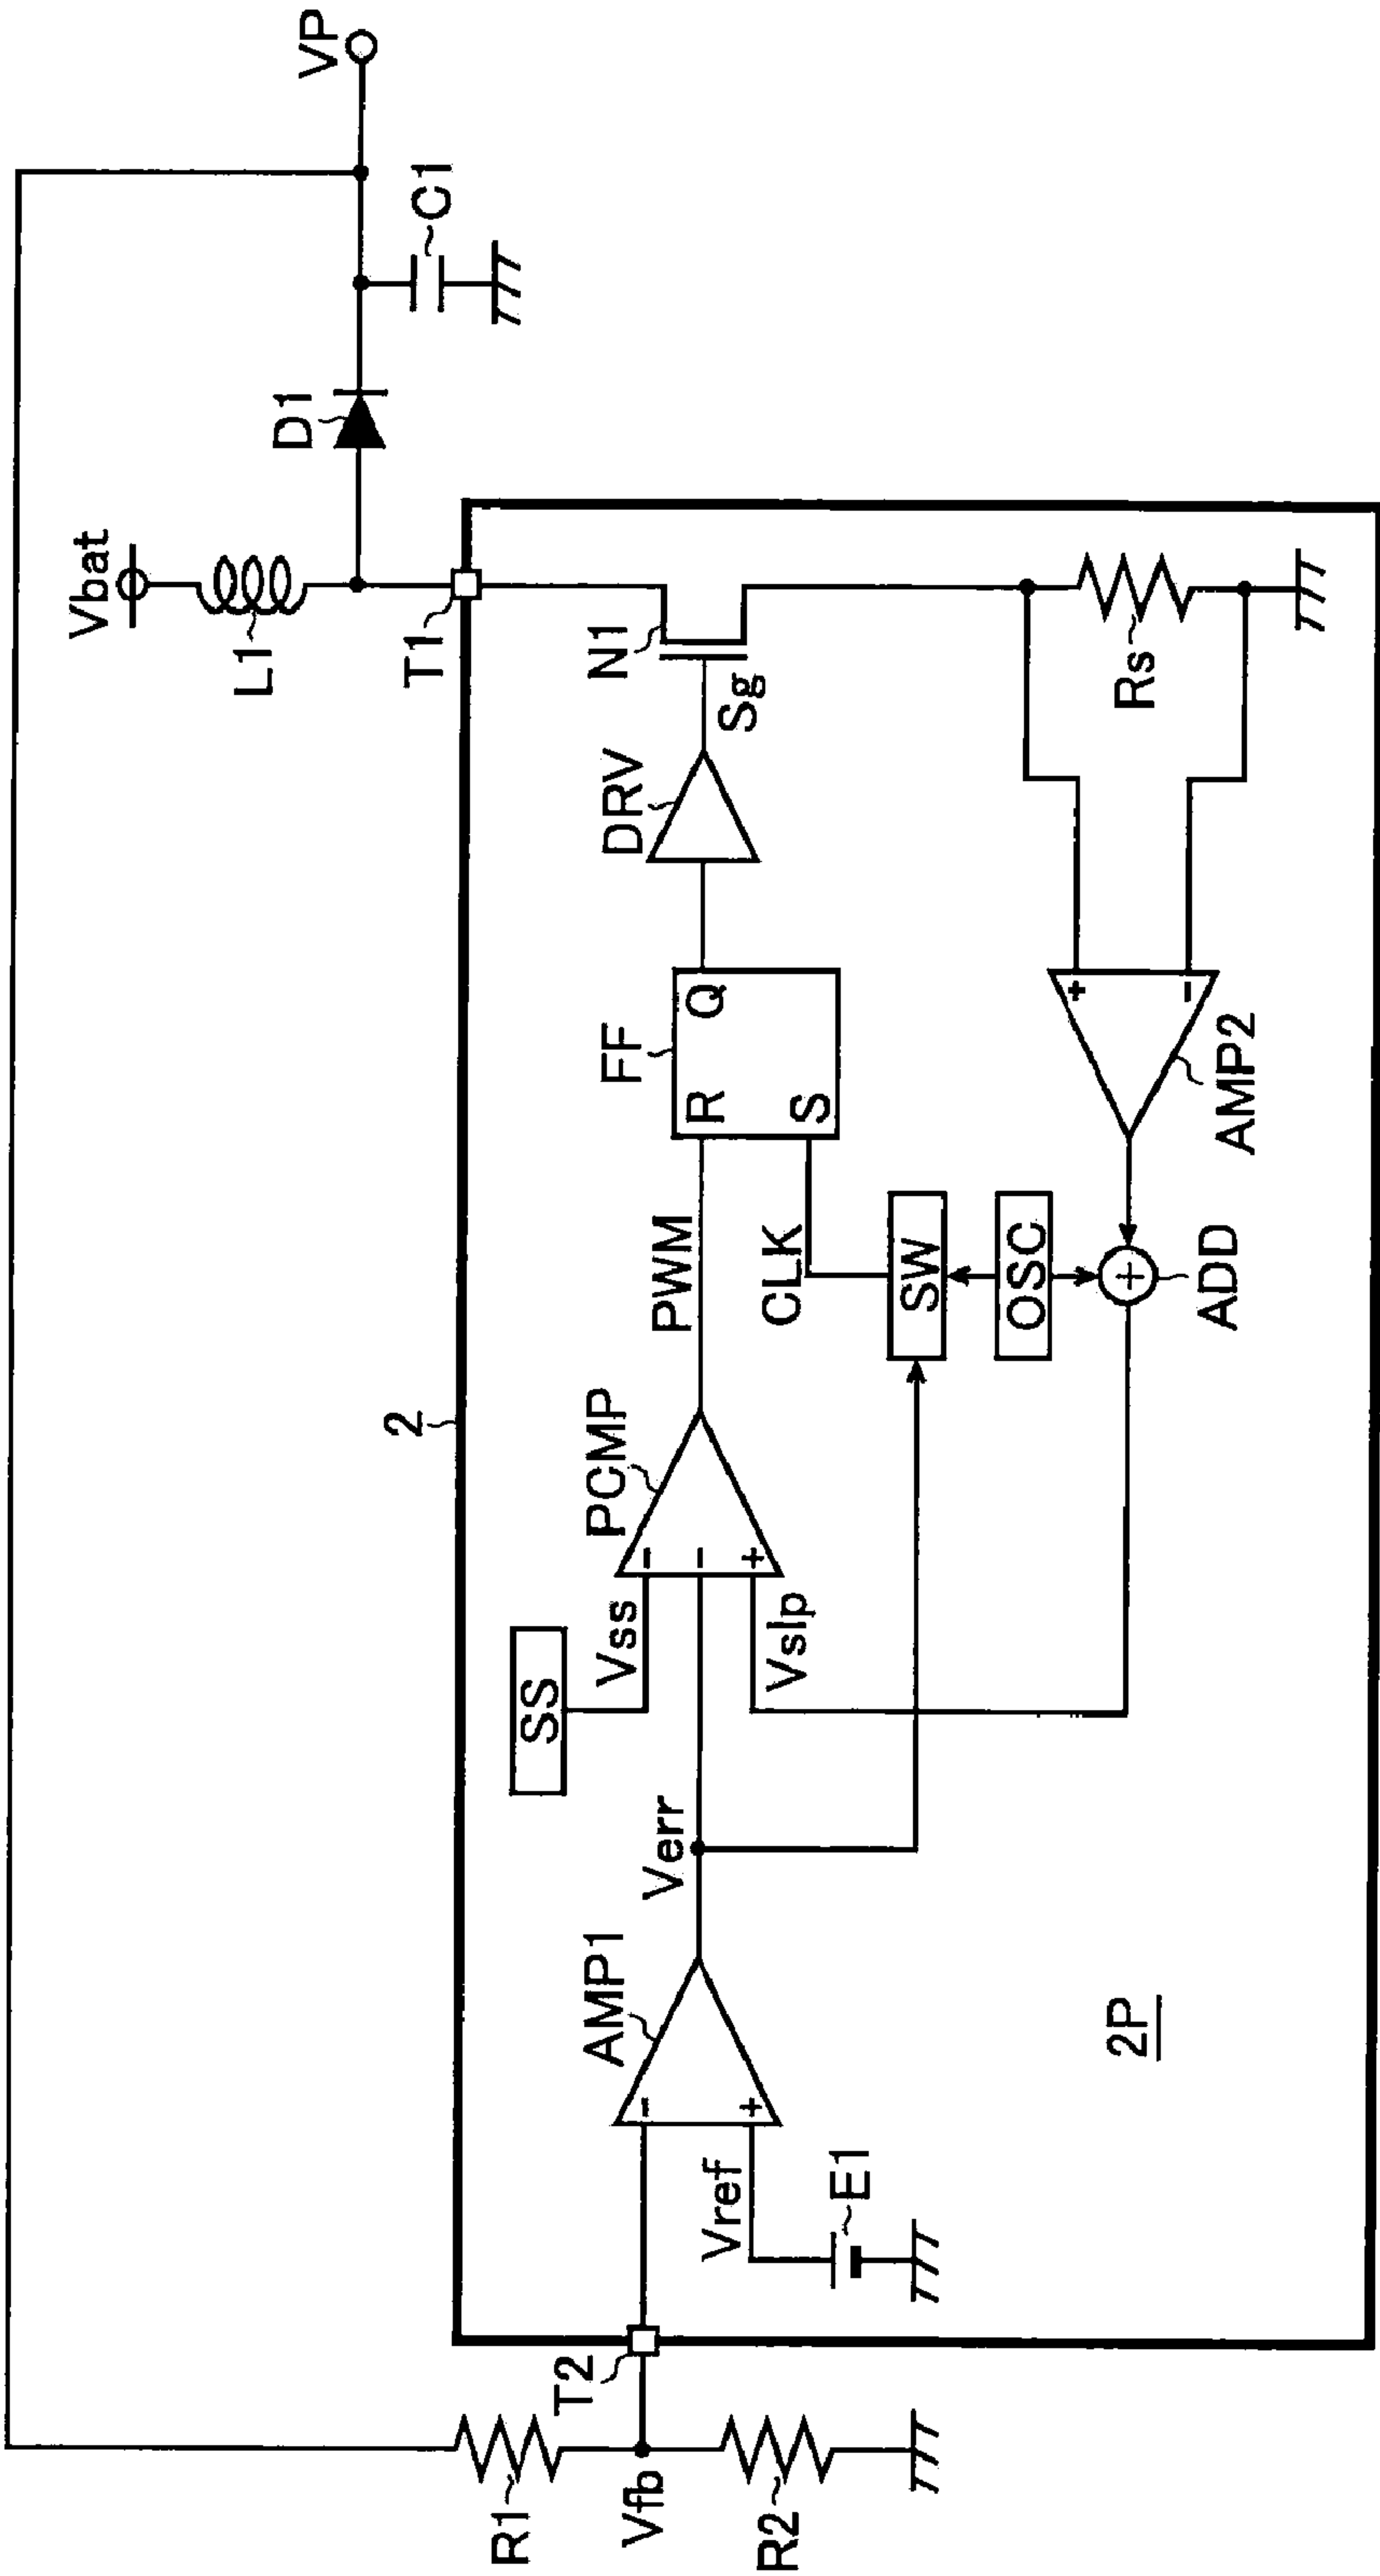 Vbat
VP
L1
D1
C1
T1
2
N1
Sg
DRV
FF
R
Q
S
PWM
CLK
PCMP
-
-
+
SS
Vss
Verr
Vslp
AMP1
-
+
Vref
E1
T2
R1
Vfb
R2
SW
OSC
+
ADD
+
-
AMP2
Rs
2P